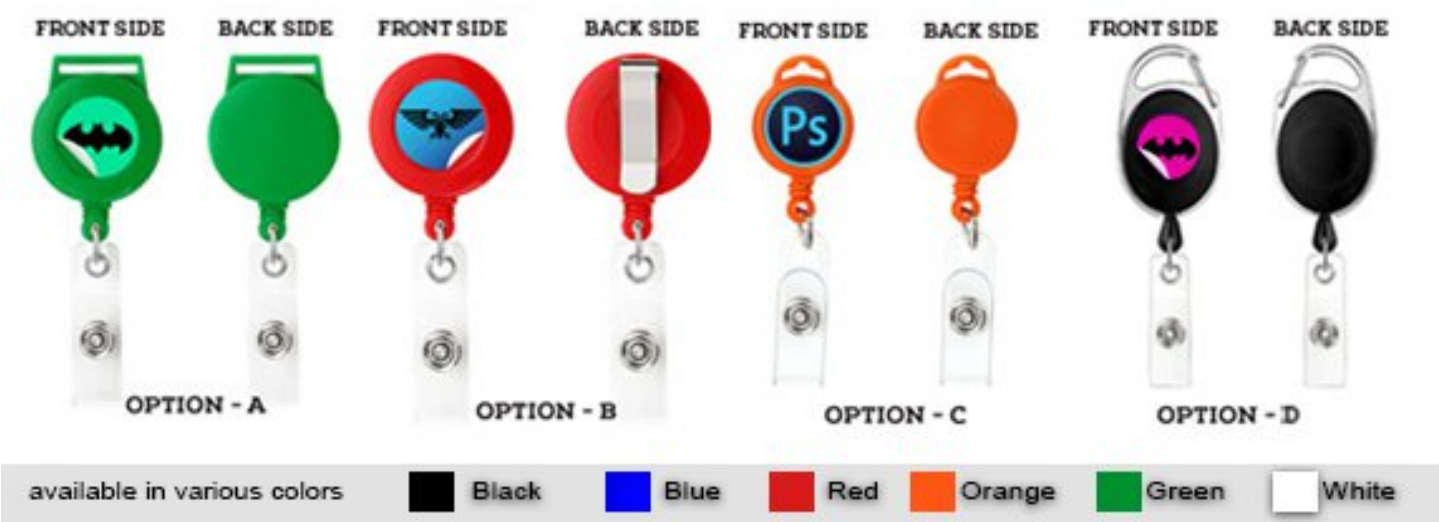 FRONT SIDE BACK SIDE FRONT SIDE BACK SIDE FRONT SIDE BACK SIDE FRONT SIDE BACK SIDE
Ps
OPTION - A OPTION - B OPTION - C OPTION - D
available in various colors Black Blue Red Orange Green White